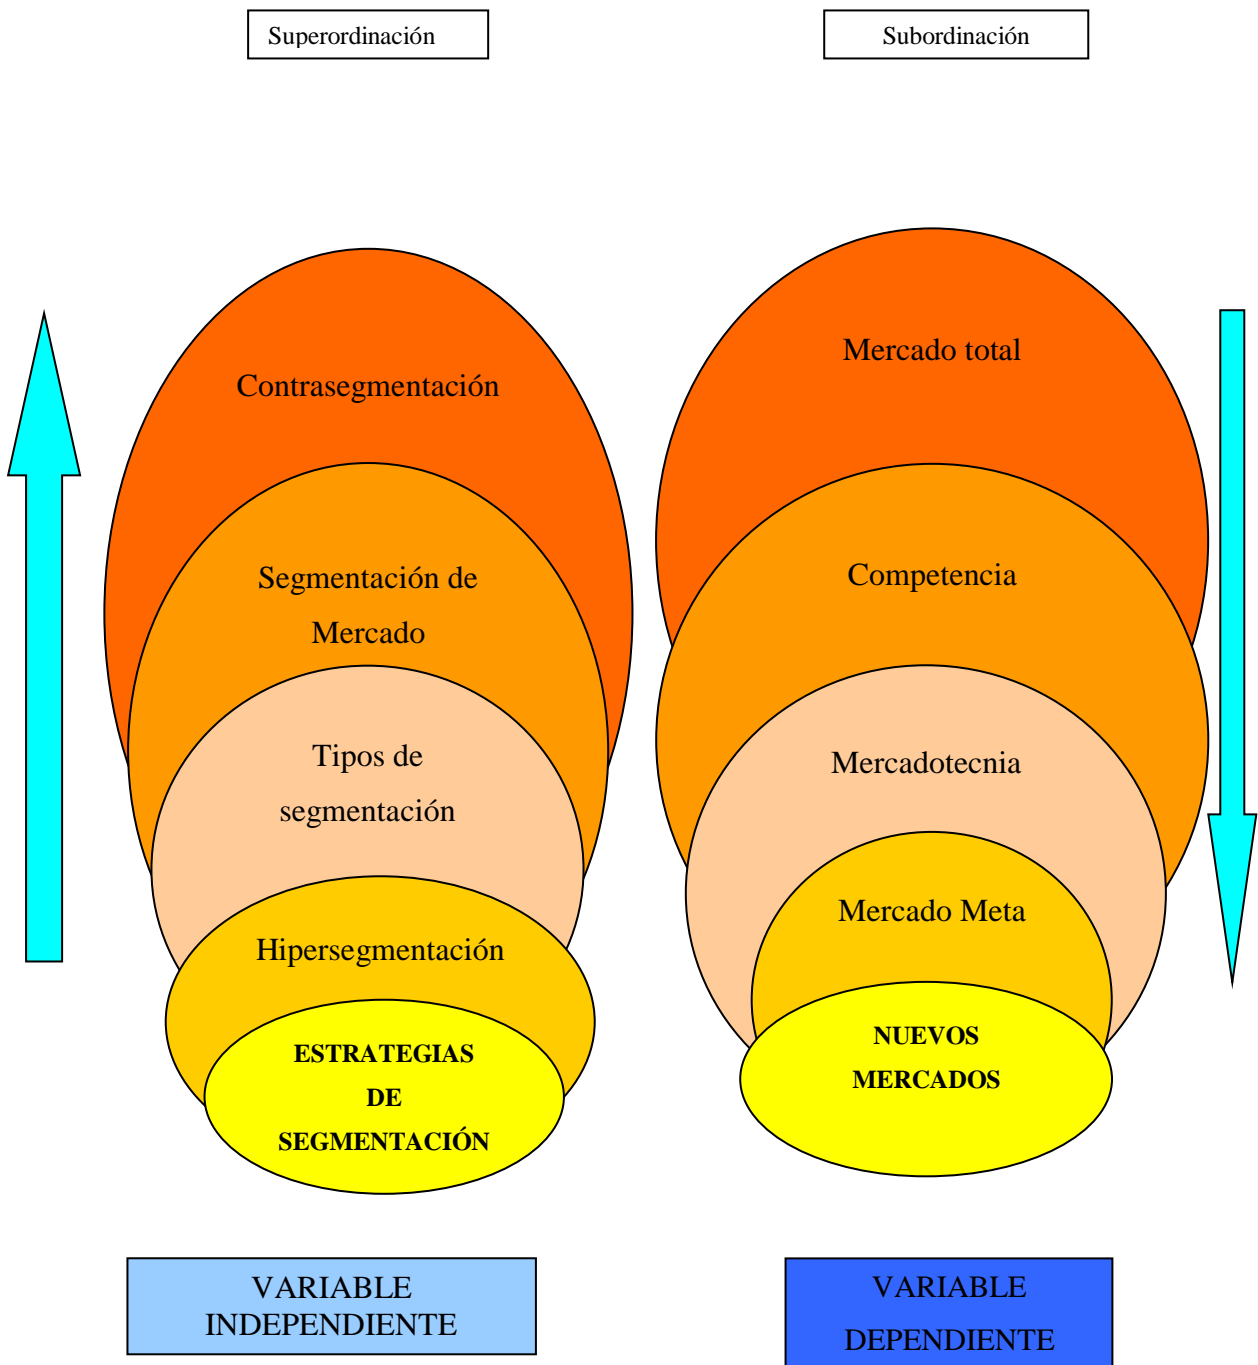 Superordinación
Subordinación
Contrasegmentación
Segmentación de
Mercado
Tipos de
segmentación
Hipersegmentación
ESTRATEGIAS
DE
SEGMENTACIÓN
VARIABLE
INDEPENDIENTE
Mercado total
Competencia
Mercadotecnia
Mercado Meta
NUEVOS
MERCADOS
VARIABLE
DEPENDIENTE